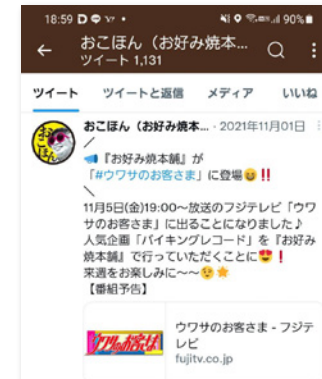 18:59
90%
おこほん（お好み焼本...
ツイート 1,131
ツイート ツイートと返信 メディア いいね
おこほん（お好み焼本... · 2021年11月01日
／
📣『お好み焼本舗』が
「#ウワサのお客さま」に登場😆‼️
＼
11月5日(金)19:00〜放送のフジテレビ「ウワ
サのお客さま」に出ることになりました♪
人気企画「バイキングレコード」を『お好み
焼本舗』で行っていただくことに😍❗
来週をお楽しみに〜〜😉⭐
【番組予告】
ウワサのお客さま
ウワサのお客さま - フジテ
レビ
fujitv.co.jp